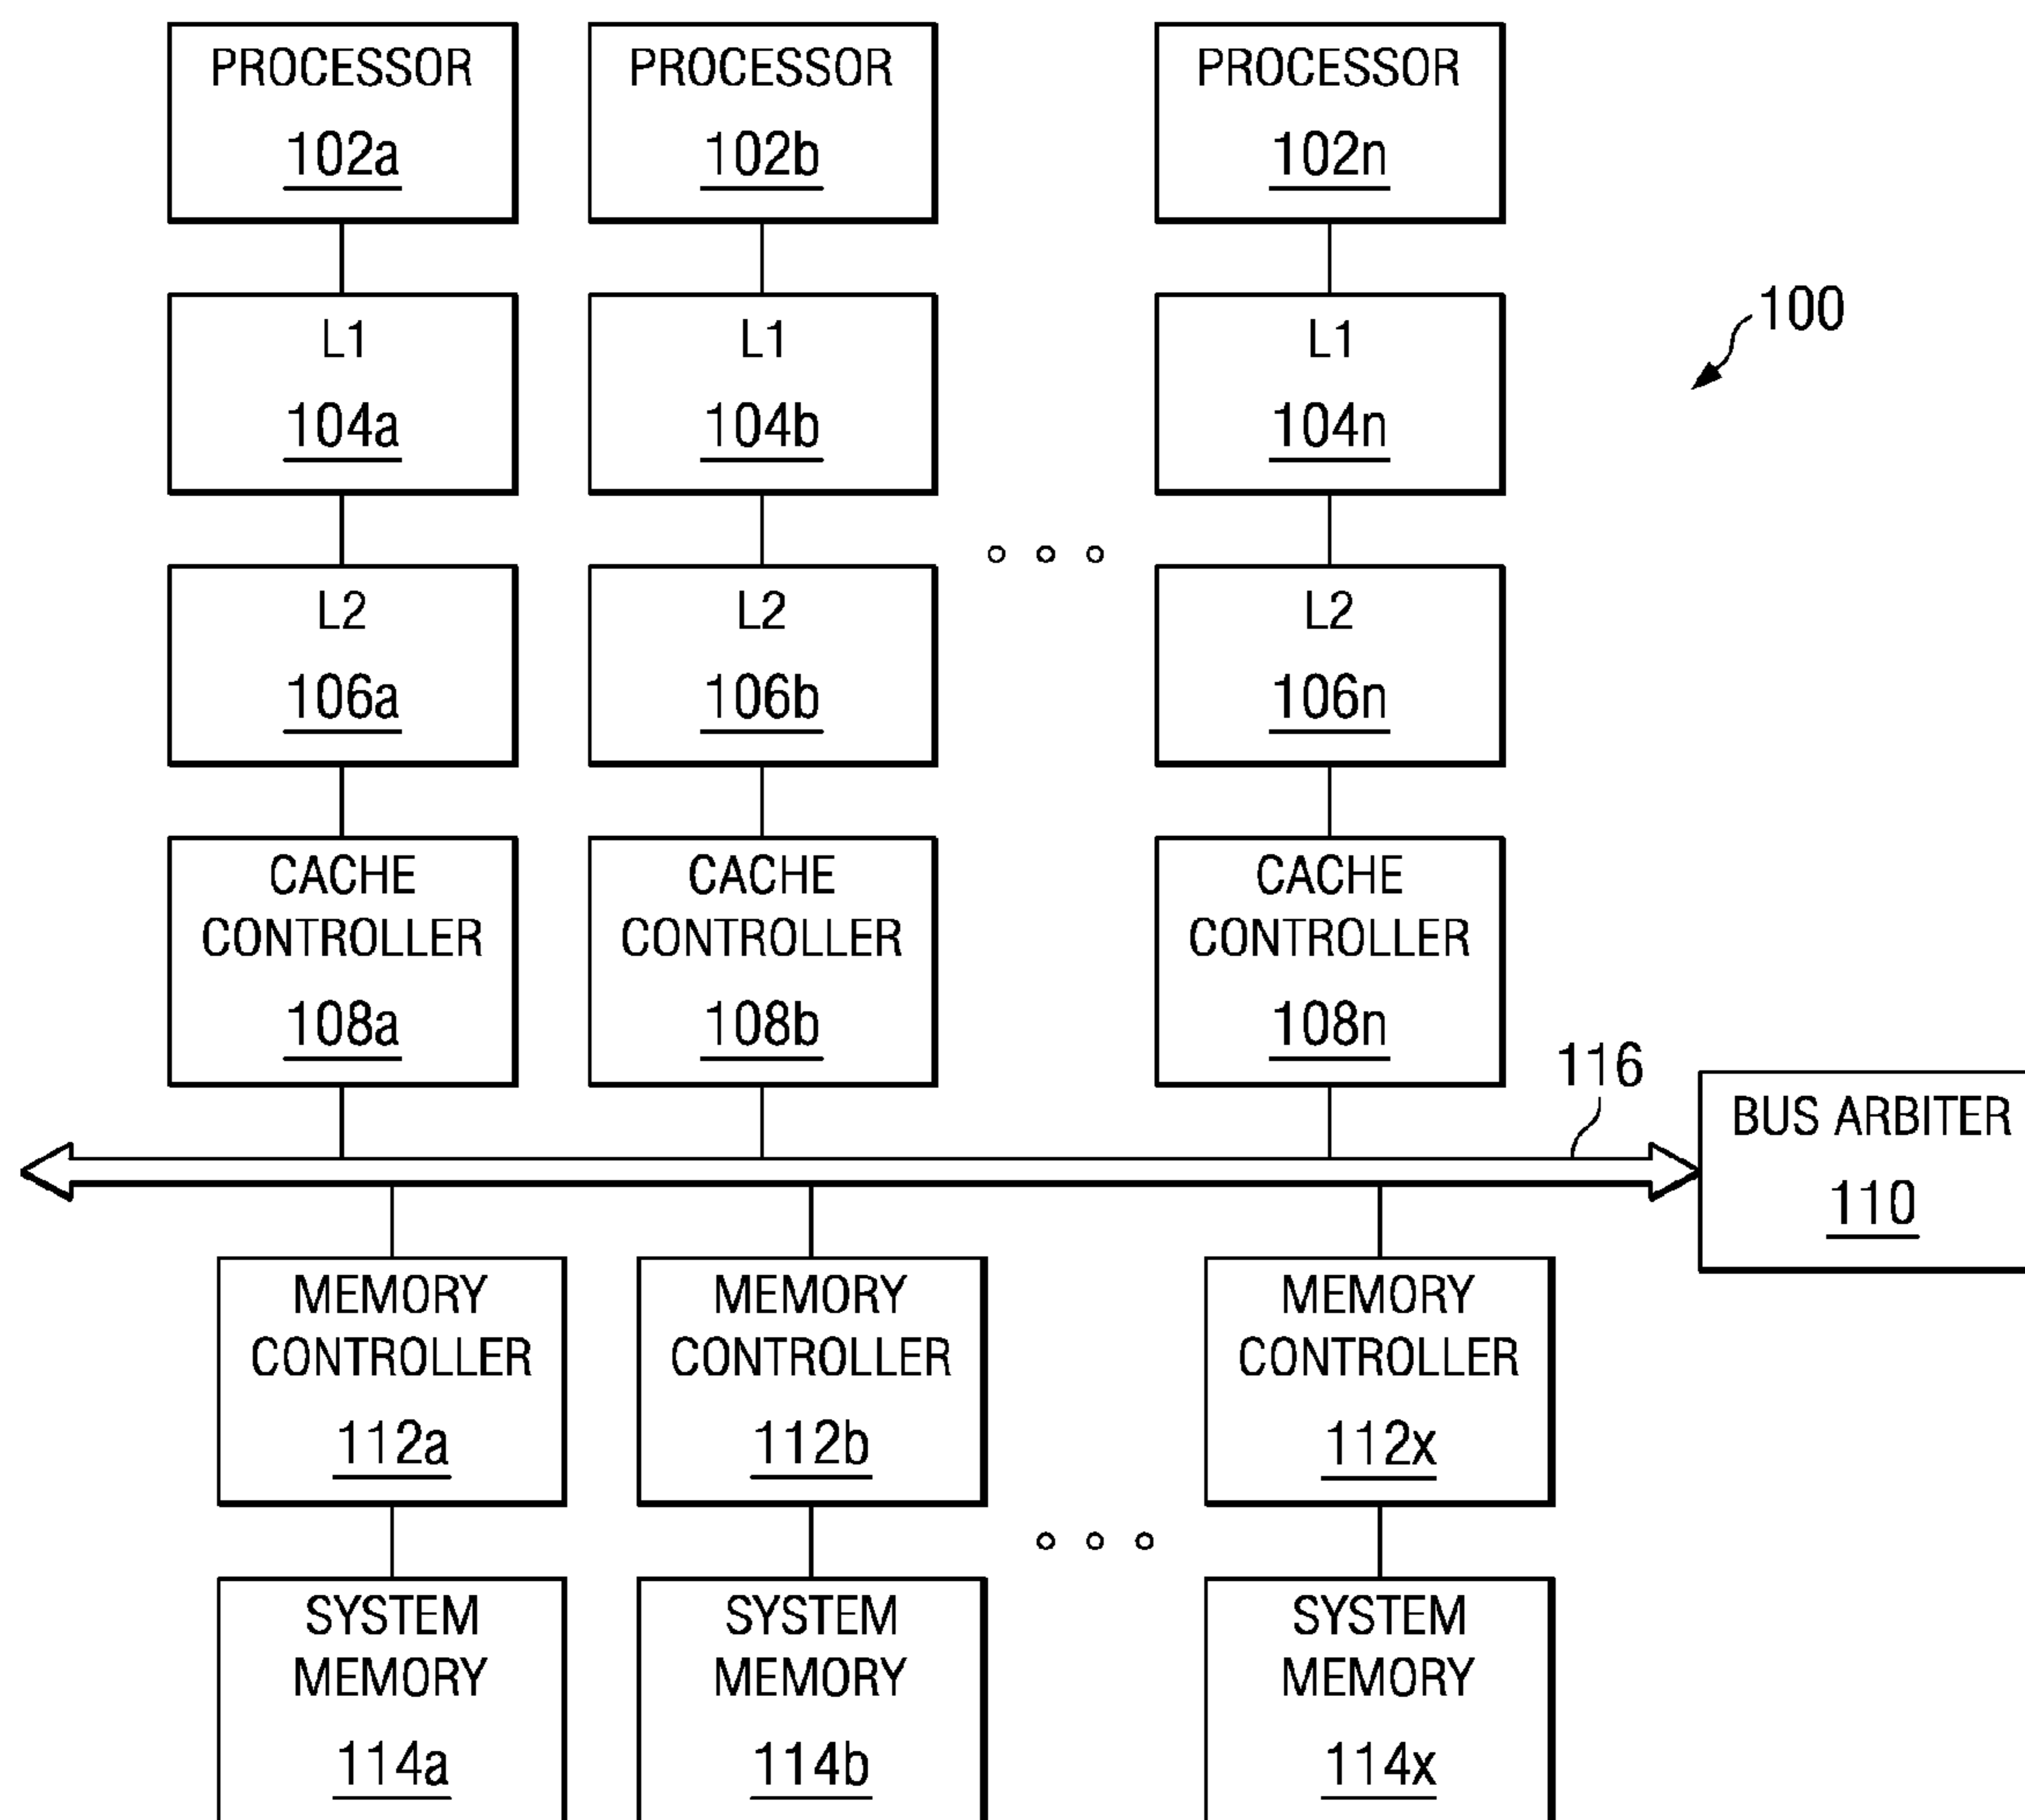 PROCESSOR
102a
PROCESSOR
102b
PROCESSOR
102n
L1
104a
L1
104b
L1
104n
100
L2
106a
L2
106b
L2
106n
CACHE
CONTROLLER
108a
CACHE
CONTROLLER
108b
CACHE
CONTROLLER
108n
116
BUS ARBITER
110
MEMORY
CONTROLLER
112a
MEMORY
CONTROLLER
112b
MEMORY
CONTROLLER
112x
SYSTEM
MEMORY
114a
SYSTEM
MEMORY
114b
SYSTEM
MEMORY
114x